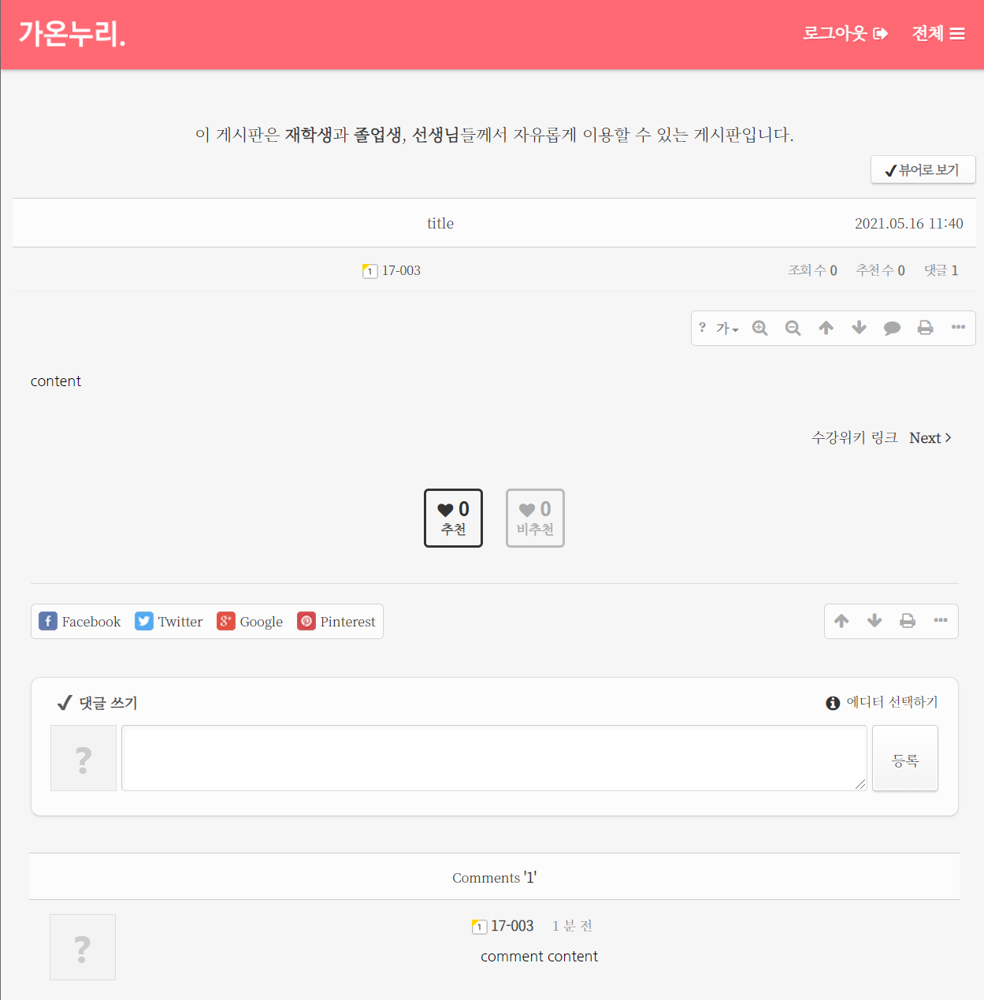 가온누리.
로그아웃 전체
이 게시판은 재학생과 졸업생, 선생님들께서 자유롭게 이용할 수 있는 게시판입니다.
뷰어로 보기
title 2021.05.16 11:40
1 17-003 조회 수 0 추천 수 0 댓글 1
? 가
content
수강위키 링크 Next
0 0
추천 비추천
Facebook Twitter Google Pinterest
댓글 쓰기 에디터 선택하기
?
등록
Comments '1'
?
1 17-003 1 분 전
comment content